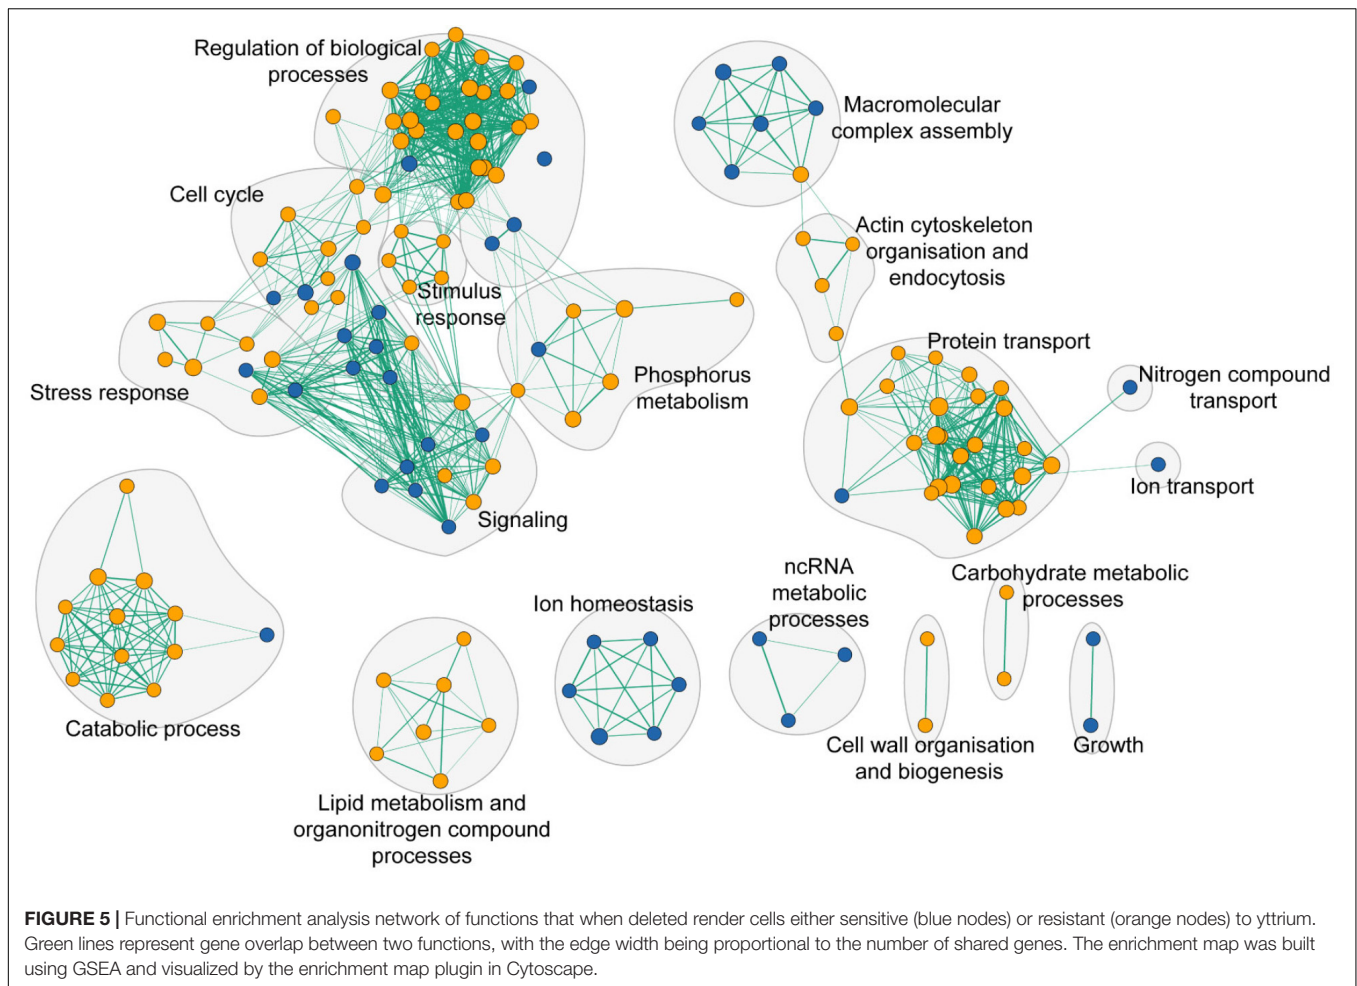 Regulation of biological
processes
Macromolecular
complex assembly
Cell cycle
Actin cytoskeleton
organisation and
endocytosis
Stimulus
response
Protein transport
Stress response
Phosphorus
metabolism
Nitrogen compound
transport
Ion transport
Signaling
Catabolic process
Ion homeostasis
ncRNA
metabolic
processes
Carbohydrate metabolic
processes
Lipid metabolism and
organonitrogen compound
processes
Cell wall organisation
and biogenesis
Growth
FIGURE 5 | Functional enrichment analysis network of functions that when deleted render cells either sensitive (blue nodes) or resistant (orange nodes) to yttrium.
Green lines represent gene overlap between two functions, with the edge width being proportional to the number of shared genes. The enrichment map was built
using GSEA and visualized by the enrichment map plugin in Cytoscape.